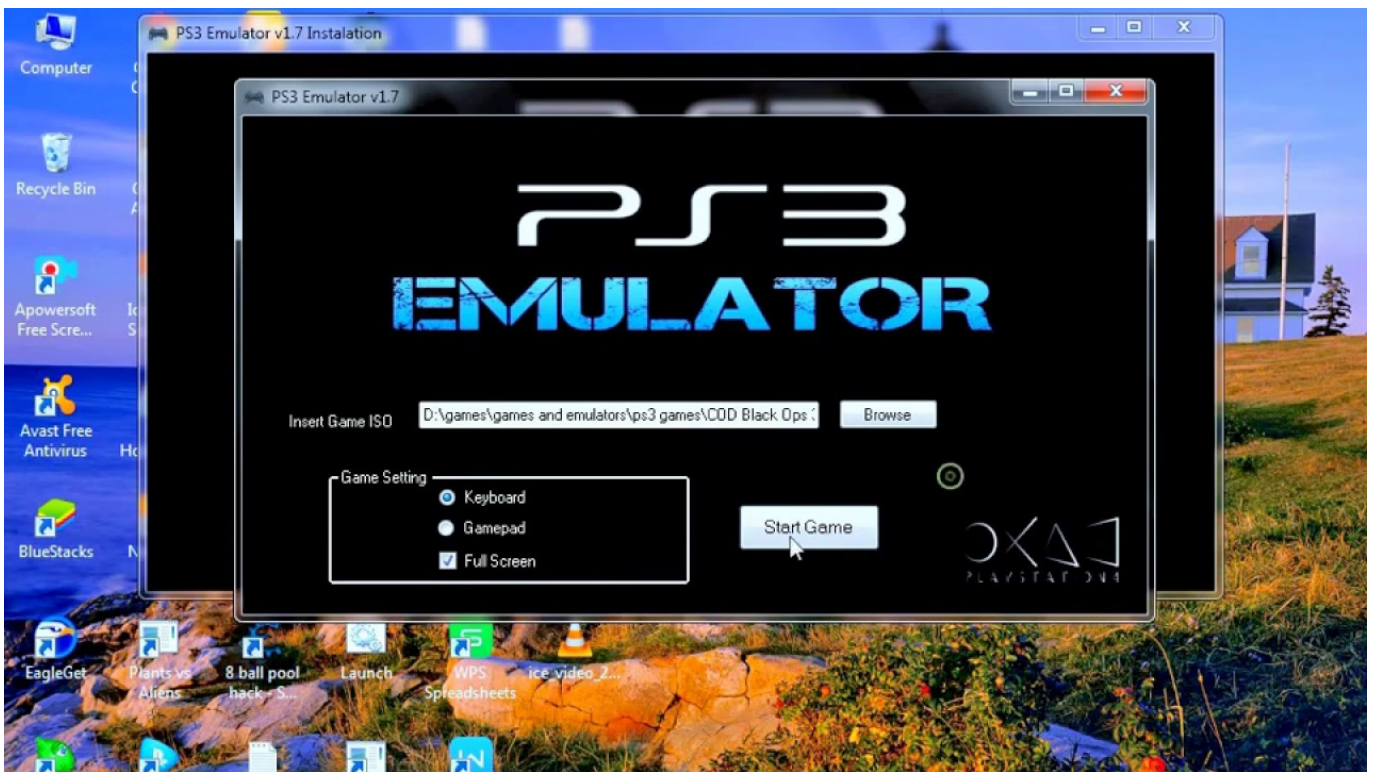 PS3 Emulator v1.7 Instalation
Computer
PS3 Emulator v1.7
Recycle Bin
PS3
EMULATOR
Apowersoft
Free Scre...
Insert Game ISO
D:\games\games and emulators\ps3 games\COD Black Ops
Browse
Avast Free
Antivirus
Game Setting
Keyboard
Gamepad
Full Screen
Start Game
PLAYSTATION4
BlueStacks
EagleGet
Plants vs
Aliens
8 ball pool
hack - S...
Launch
WPS
Spreadsheets
ice_video_2...